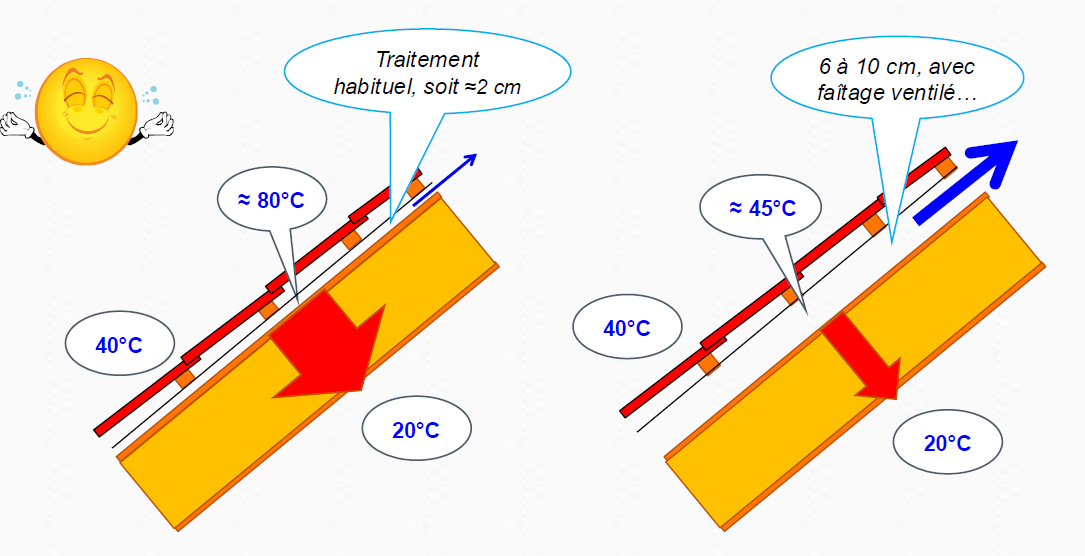 Traitement
habituel, soit ≈2 cm
≈ 80°C
40°C
20°C
6 à 10 cm, avec
faîtage ventilé…
≈ 45°C
40°C
20°C